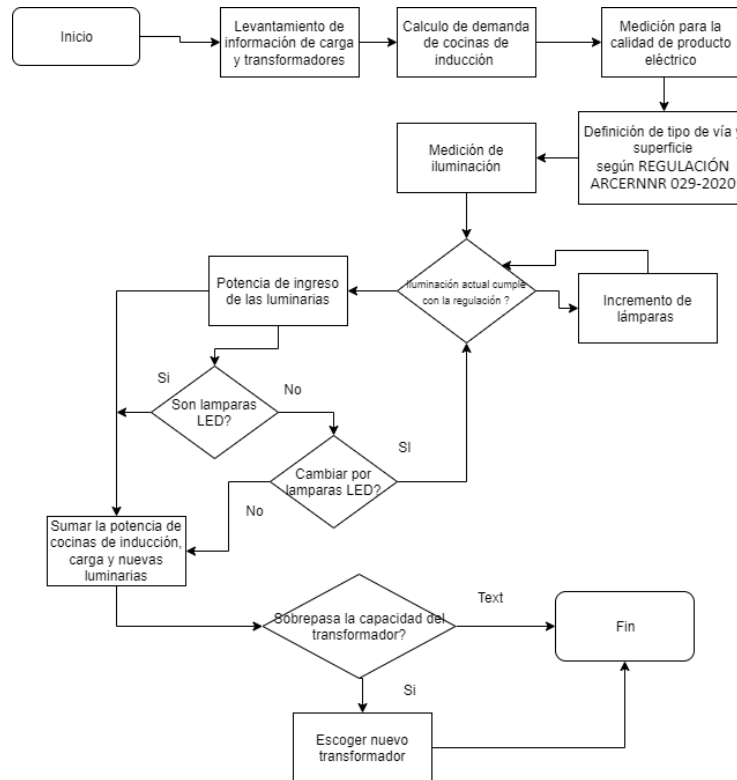 Inicio
Levantamiento de
información de carga
y transformadores
Calculo de demanda
de cocinas de
inducción
Medición para la
calidad de producto
eléctrico
Definición de tipo de vía y
superficie
según REGULACIÓN
ARCERNNR 029-2020
Medición de
iluminación
Iluminación actual cumple
con la regulación ?
Incremento de
lámparas
Potencia de ingreso
de las luminarias
Si
Son lamparas
LED?
No
Cambiar por
lamparas LED?
SI
No
Sumar la potencia de
cocinas de inducción,
carga y nuevas
luminarias
Sobrepasa la capacidad del
transformador?
Text
Fin
Si
Escoger nuevo
transformador